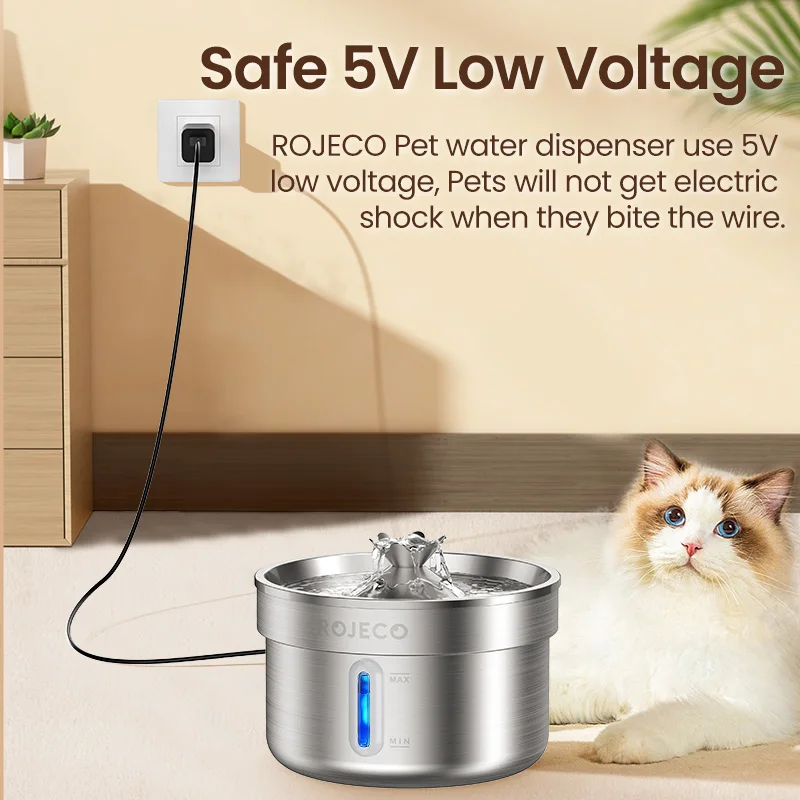 Safe 5V Low Voltage
ROJECO Pet water dispenser use 5V
low voltage, Pets will not get electric
shock when they bite the wire.
ROJECO
MAX
MIN